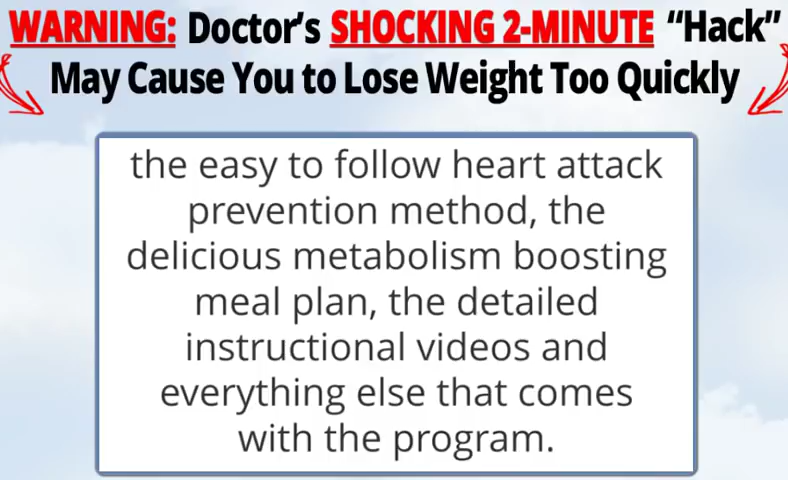 WARNING: Doctor's SHOCKING 2-MINUTE “Hack”
May Cause You to Lose Weight Too Quickly
the easy to follow heart attack
prevention method, the
delicious metabolism boosting
meal plan, the detailed
instructional videos and
everything else that comes
with the program.